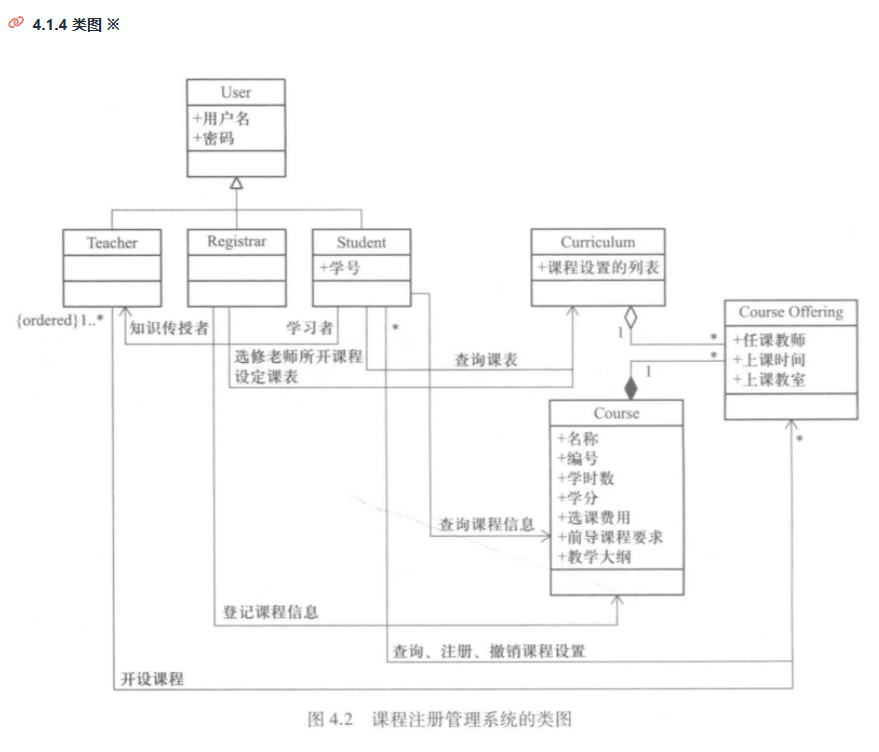 4.1.4 类图 ※
User
+用户名
+密码
Teacher
Registrar
Student
+学号
Curriculum
+课程设置的列表
Course Offering
+任课教师
+上课时间
+上课教室
{ordered}1..*
知识传授者
学习者
*
1
*
选修老师所开课程
设定课表
查询课表
*
1
Course
+名称
+编号
+学时数
+学分
+选课费用
+前导课程要求
+教学大纲
*
查询课程信息
登记课程信息
查询、注册、撤销课程设置
开设课程
图 4.2 课程注册管理系统的类图